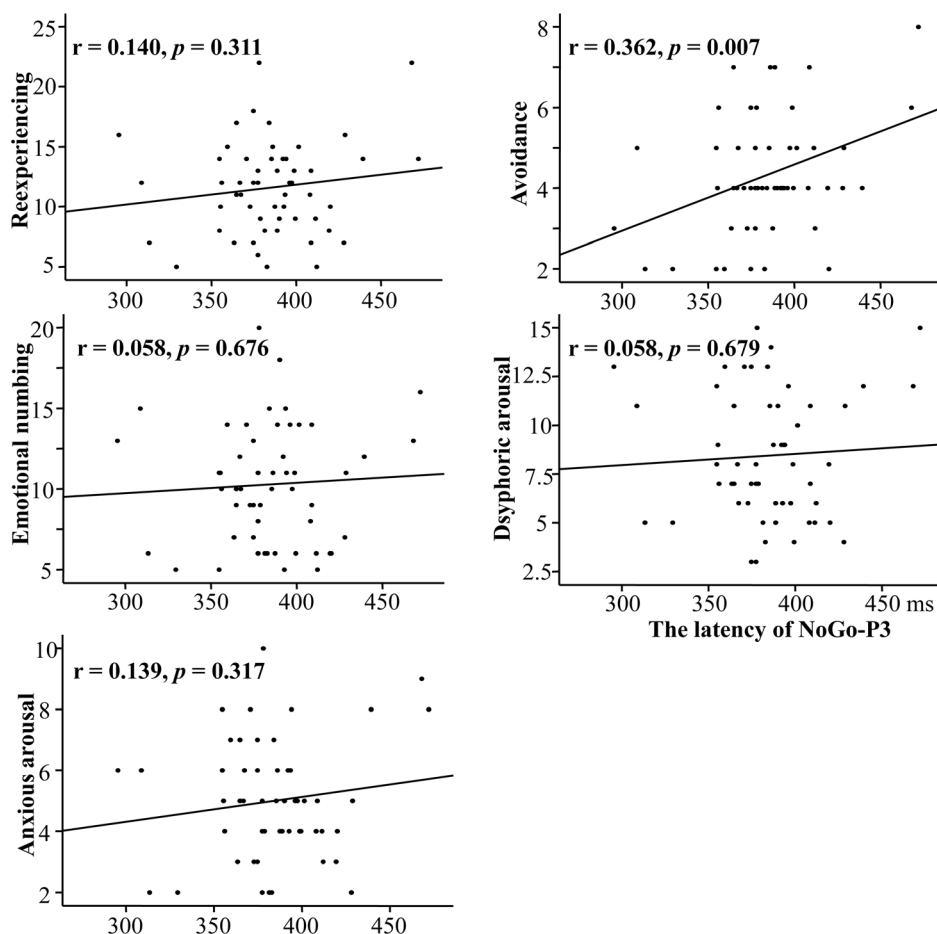 25
r = 0.140, p = 0.311
20
15
10
5
Reexperiencing
300 350 400 450
8
r = 0.362, p = 0.007
6
4
2
Avoidance
300 350 400 450
20
r = 0.058, p = 0.676
15
10
5
Emotional numbing
300 350 400 450
15
r = 0.058, p = 0.679
12.5
10
7.5
5
2.5
Dsyphoric arousal
300 350 400 450 ms
The latency of NoGo-P3
10
r = 0.139, p = 0.317
8
6
4
2
Anxious arousal
300 350 400 450